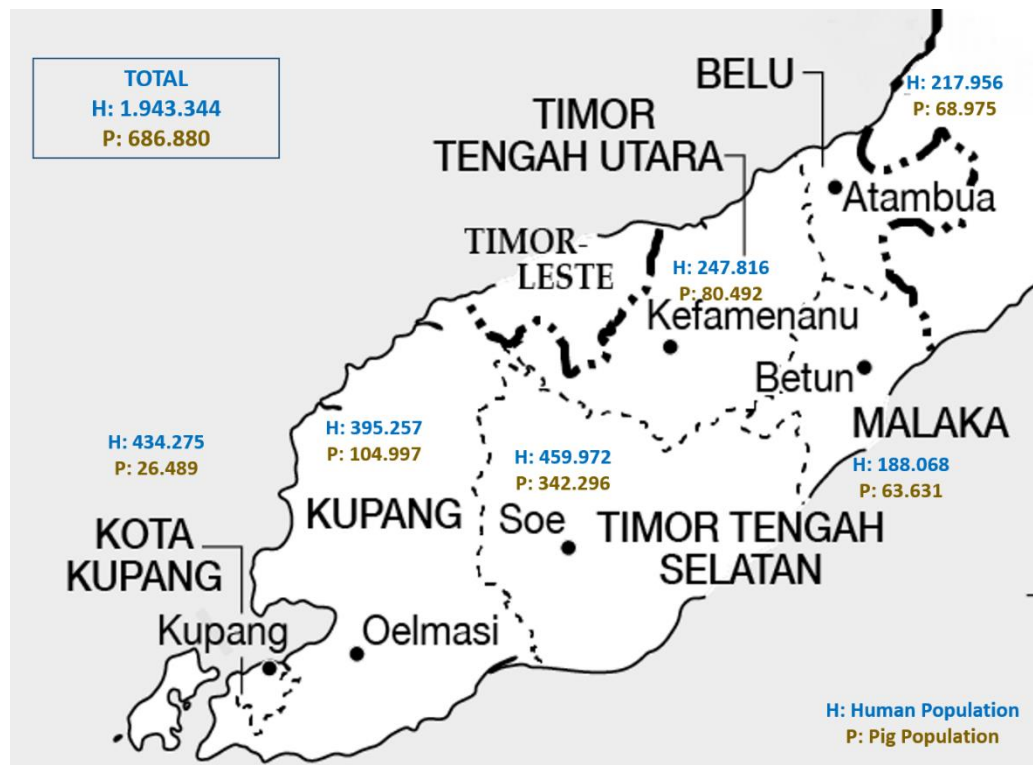 TOTAL
H: 1.943.344
P: 686.880
BELU
H: 217.956
P: 68.975
TIMOR
TENGAH UTARA
Atambua
TIMOR-
LESTE
H: 247.816
P: 80.492
Kefamenanu
Betun
MALAKA
H: 188.068
P: 63.631
H: 434.275
P: 26.489
H: 395.257
P: 104.997
H: 459.972
P: 342.296
KUPANG
Soe
TIMOR TENGAH
SELATAN
KOTA
KUPANG
Kupang
Oelmasi
H: Human Population
P: Pig Population